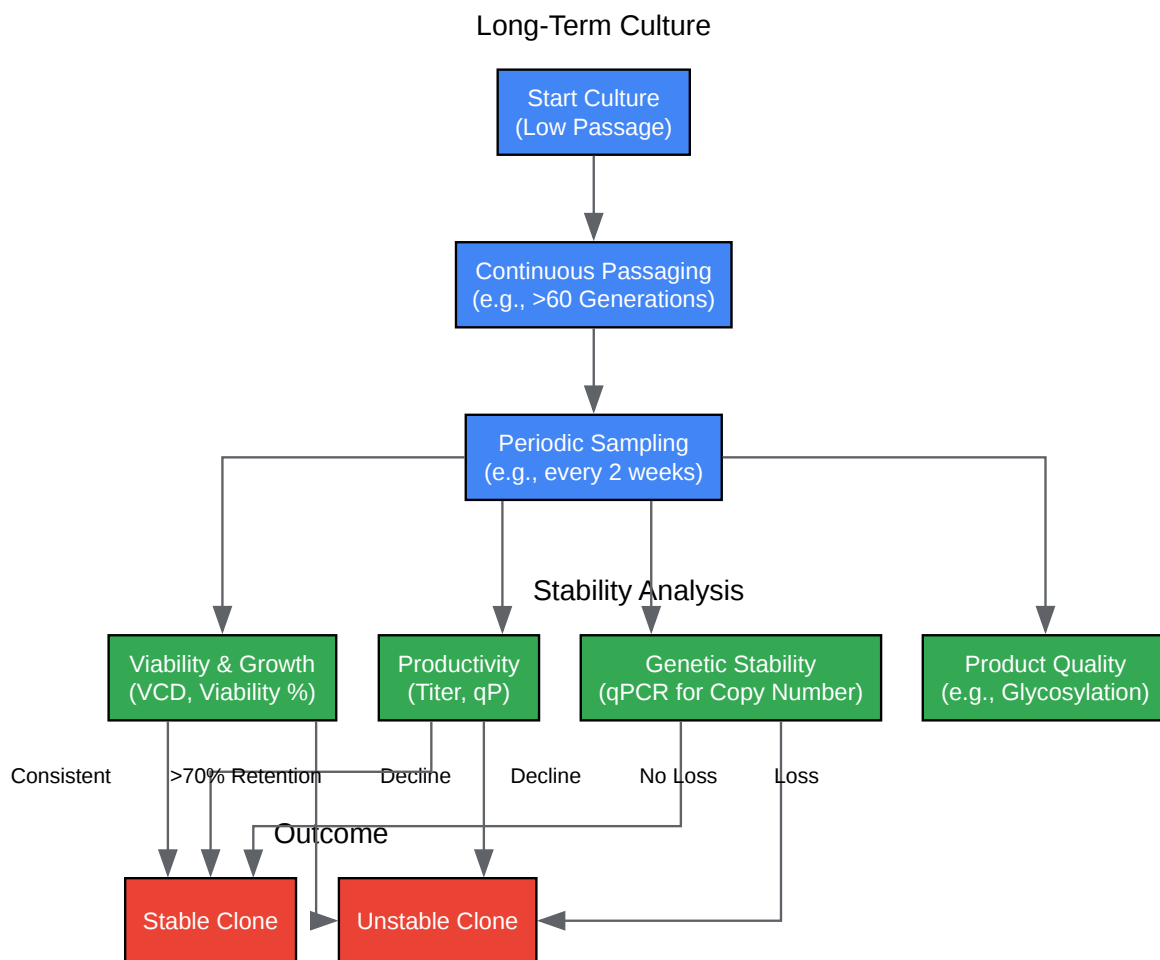 Long-Term Culture
Start Culture
(Low Passage)
Continuous Passaging
(e.g., >60 Generations)
Periodic Sampling
(e.g., every 2 weeks)
Stability Analysis
Viability & Growth
(VCD, Viability %)
Productivity
(Titer, qP)
Genetic Stability
(qPCR for Copy Number)
Product Quality
(e.g., Glycosylation)
Consistent
>70% Retention
Decline
Decline
No Loss
Loss
Outcome
Stable Clone
Unstable Clone